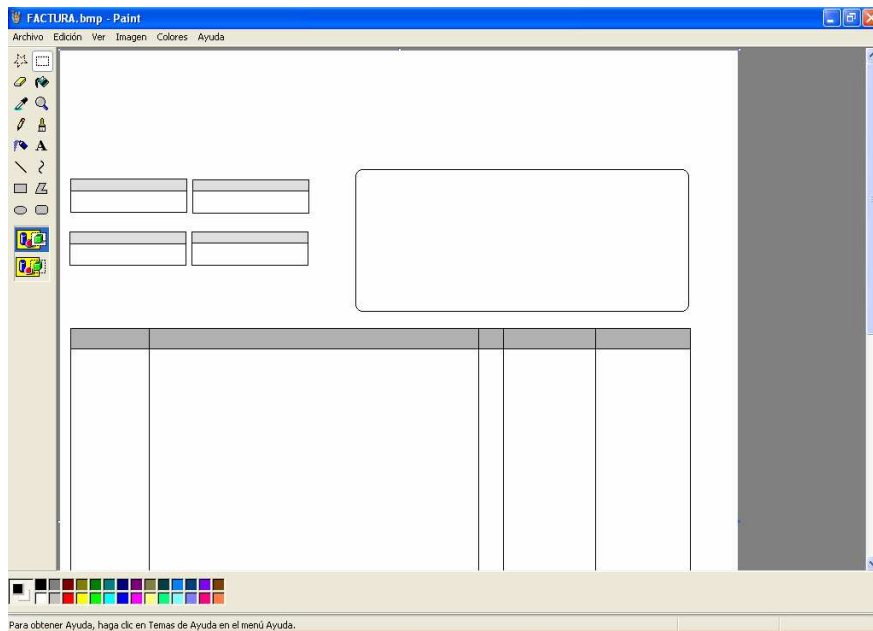 FACTURA.bmp - Paint
Archivo Edición Ver Imagen Colores Ayuda
A
Para obtener Ayuda, haga clic en Temas de Ayuda en el menú Ayuda.